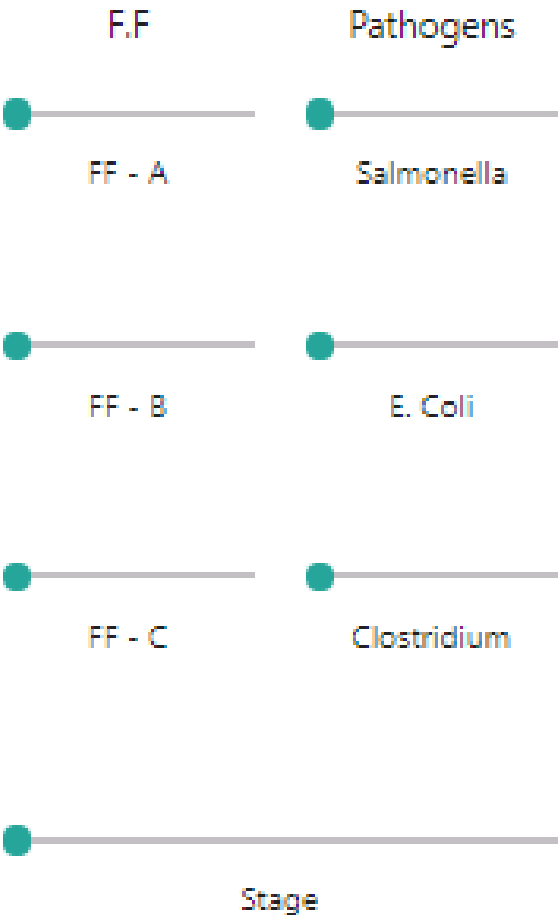 F.F
Pathogens
FF - A
Salmonella
FF - B
E. Coli
FF - C
Clostridium
Stage